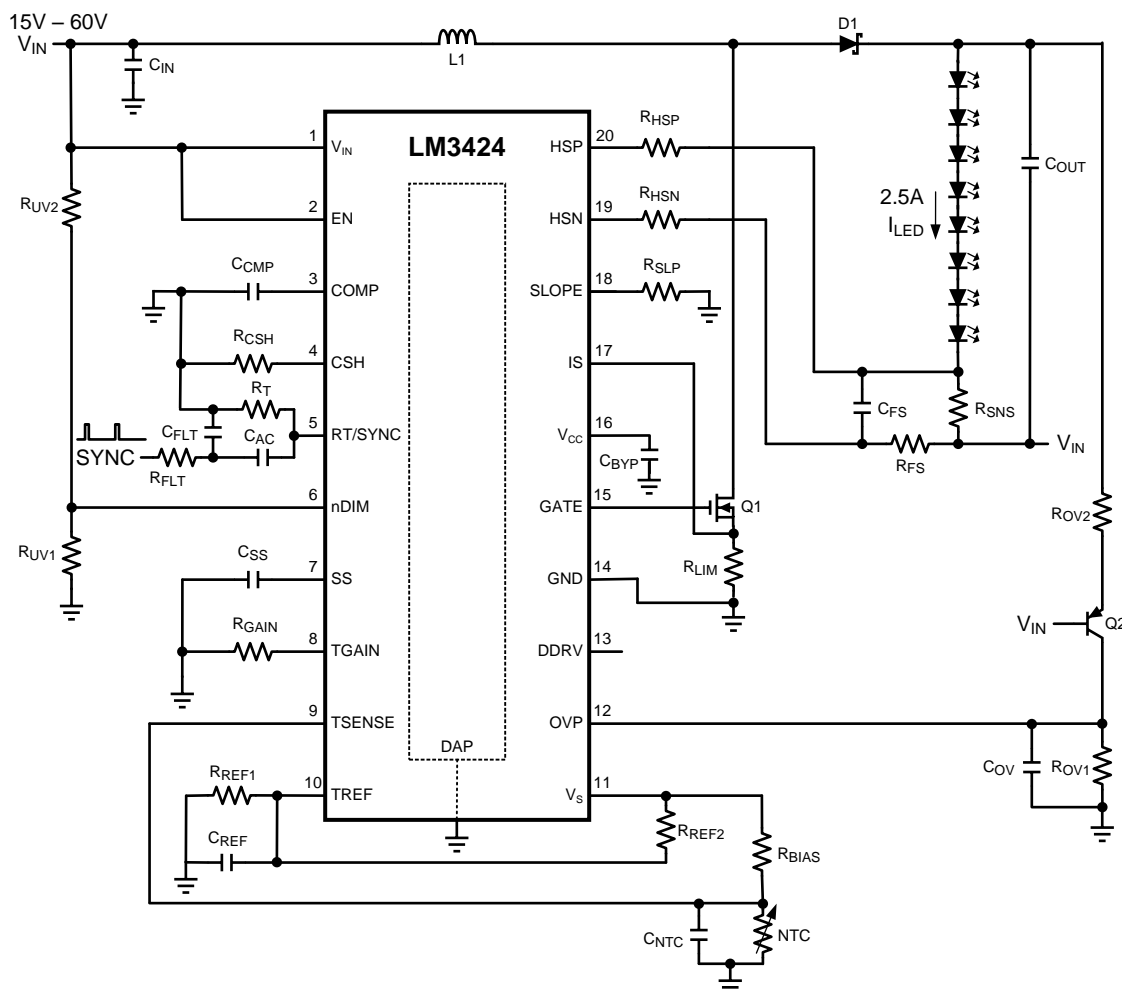 15V – 60V
VIN
D1
CIN
L1
LM3424
RHSP
1
VIN
HSP
20
COUT
RUV2
RHSN
2.5A
ILED
2
EN
HSN
19
CCMP
RSLP
3
COMP
SLOPE
18
RCSH
4
CSH
IS
17
RT
CFS
RSNS
CFLT
CAC
5
RT/SYNC
VCC
16
SYNC
RFLT
CBYP
RFS
VIN
6
nDIM
GATE
15
Q1
ROV2
RUV1
CSS
7
SS
GND
14
RLIM
RGAIN
8
TGAIN
DDRV
13
VIN
Q2
9
TSENSE
OVP
12
DAP
COV
ROV1
RREF1
10
TREF
VS
11
CREF
RREF2
RBIAS
CNTC
NTC